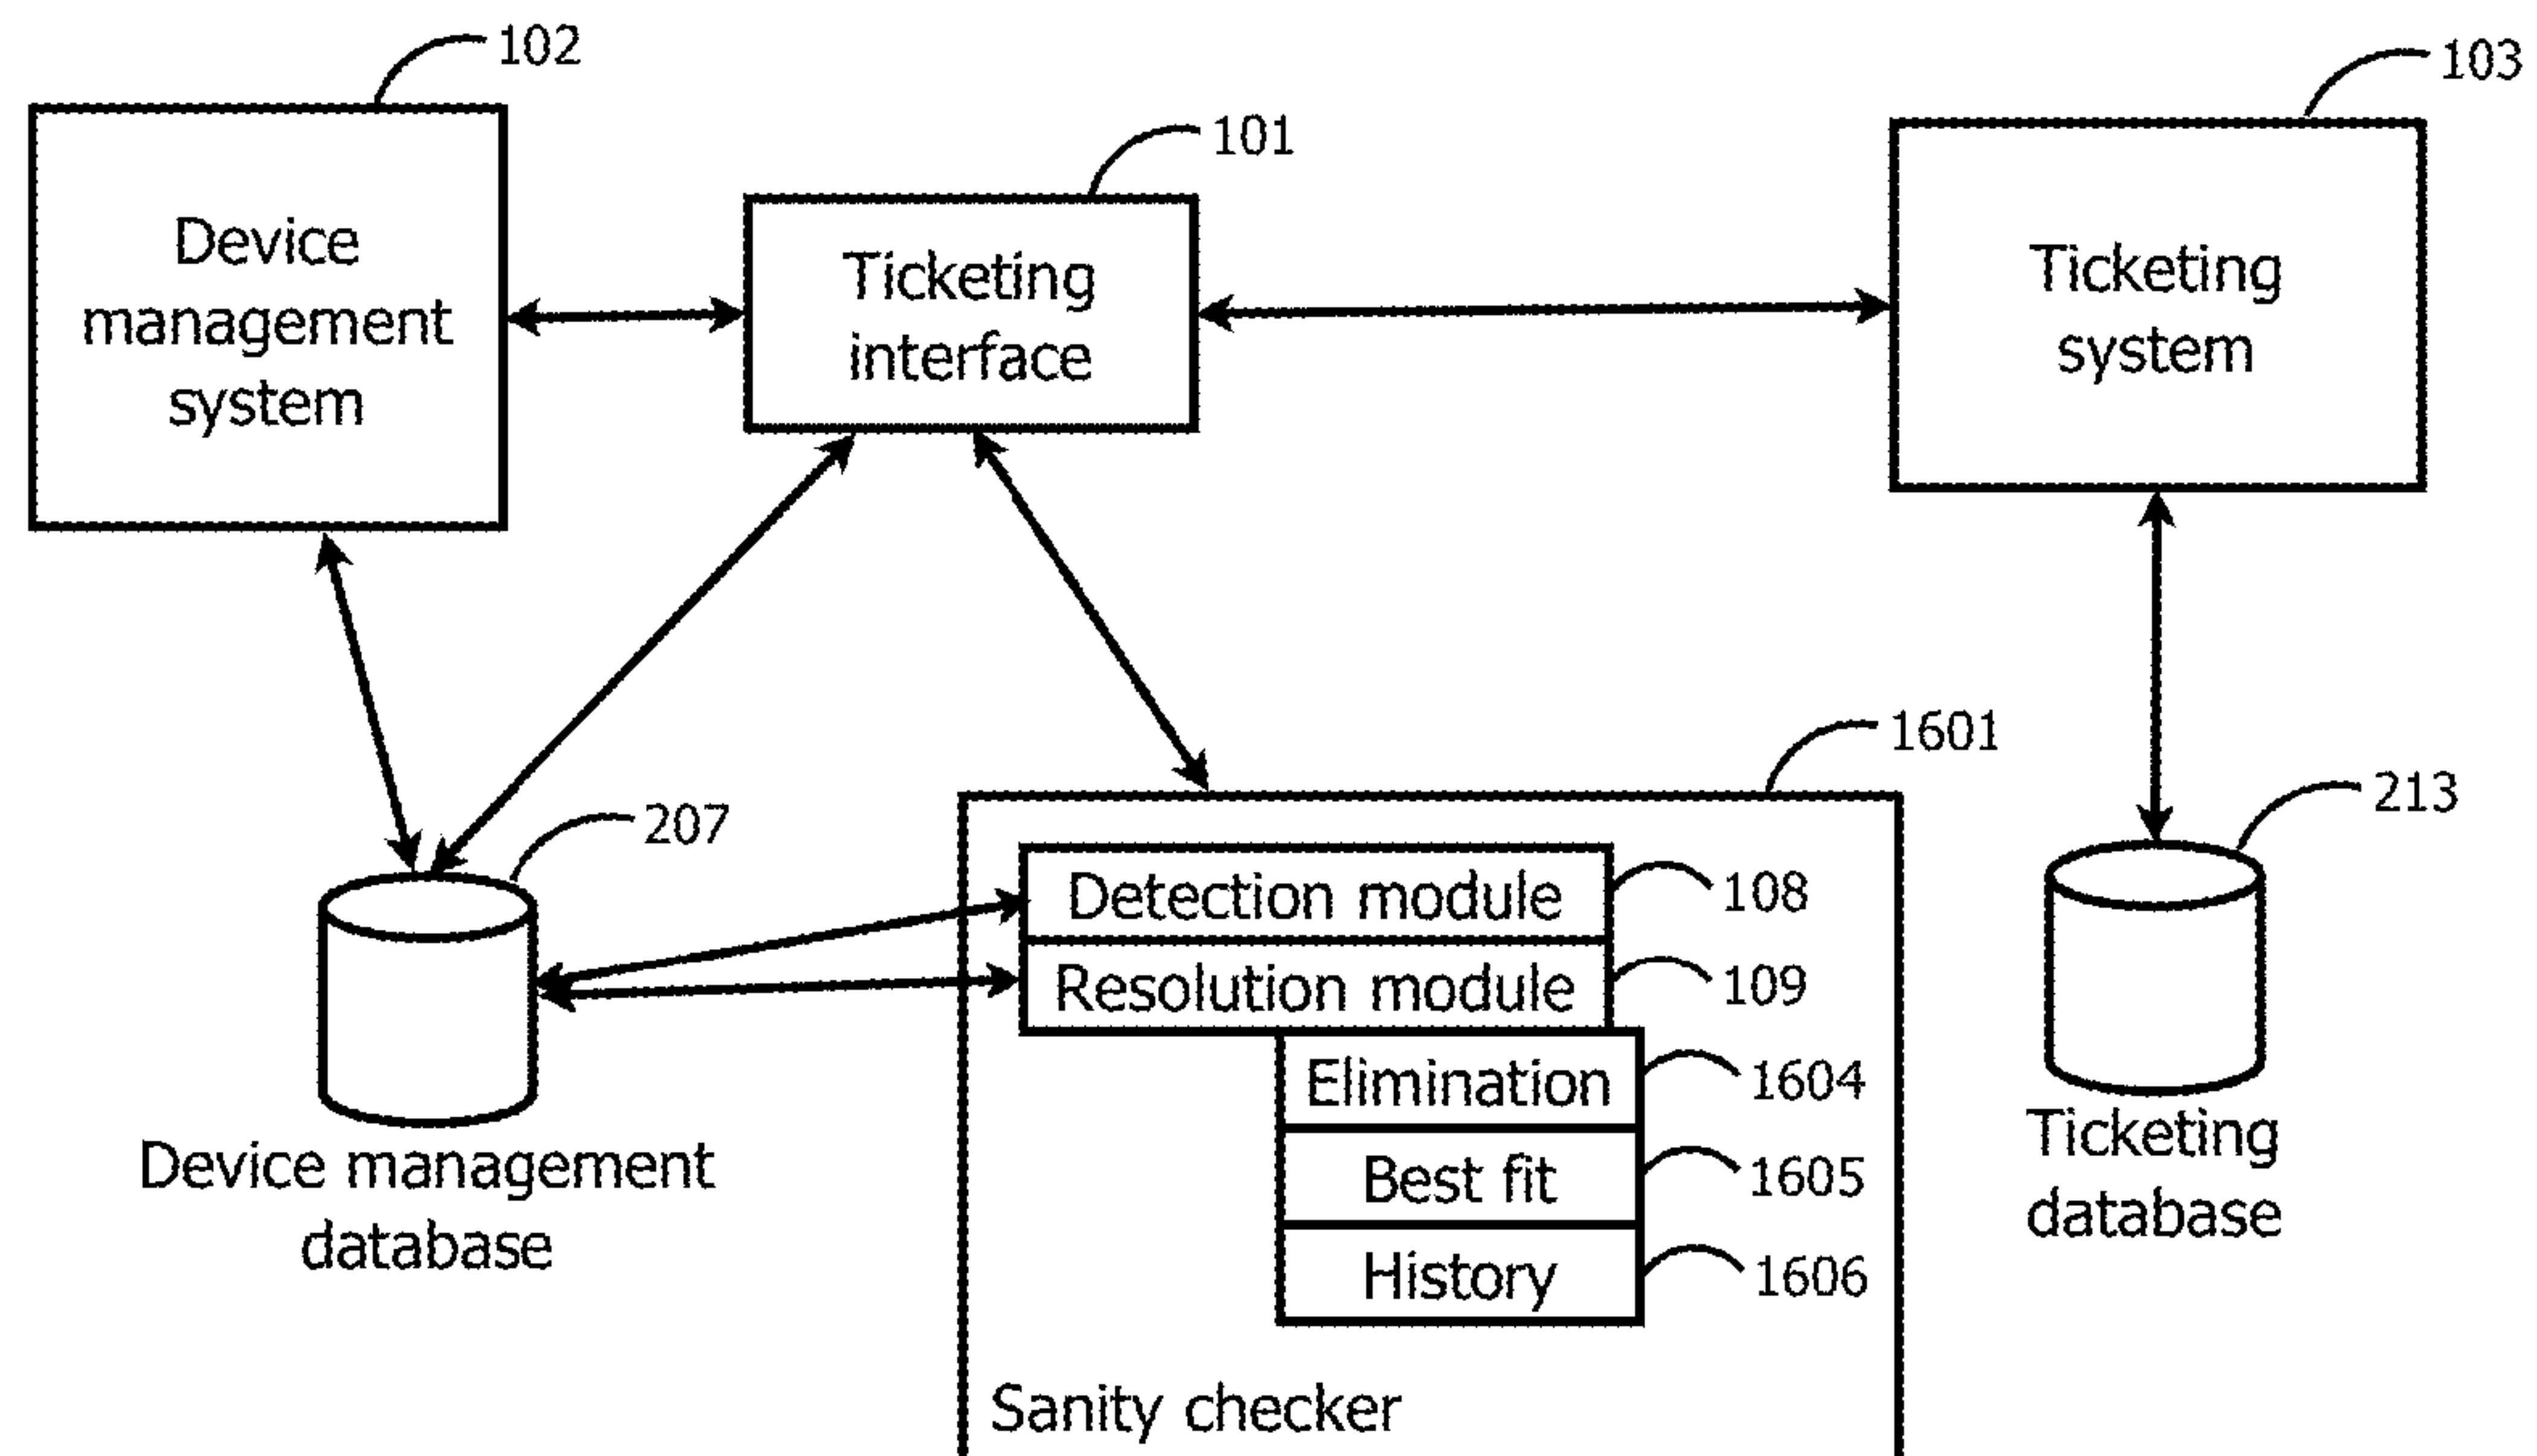 102
103
101
Device
management
system
Ticketing
interface
Ticketing
system
1601
207
213
Detection module
108
Resolution module
109
Elimination
1604
Best fit
1605
History
1606
Device management
database
Ticketing
database
Sanity checker